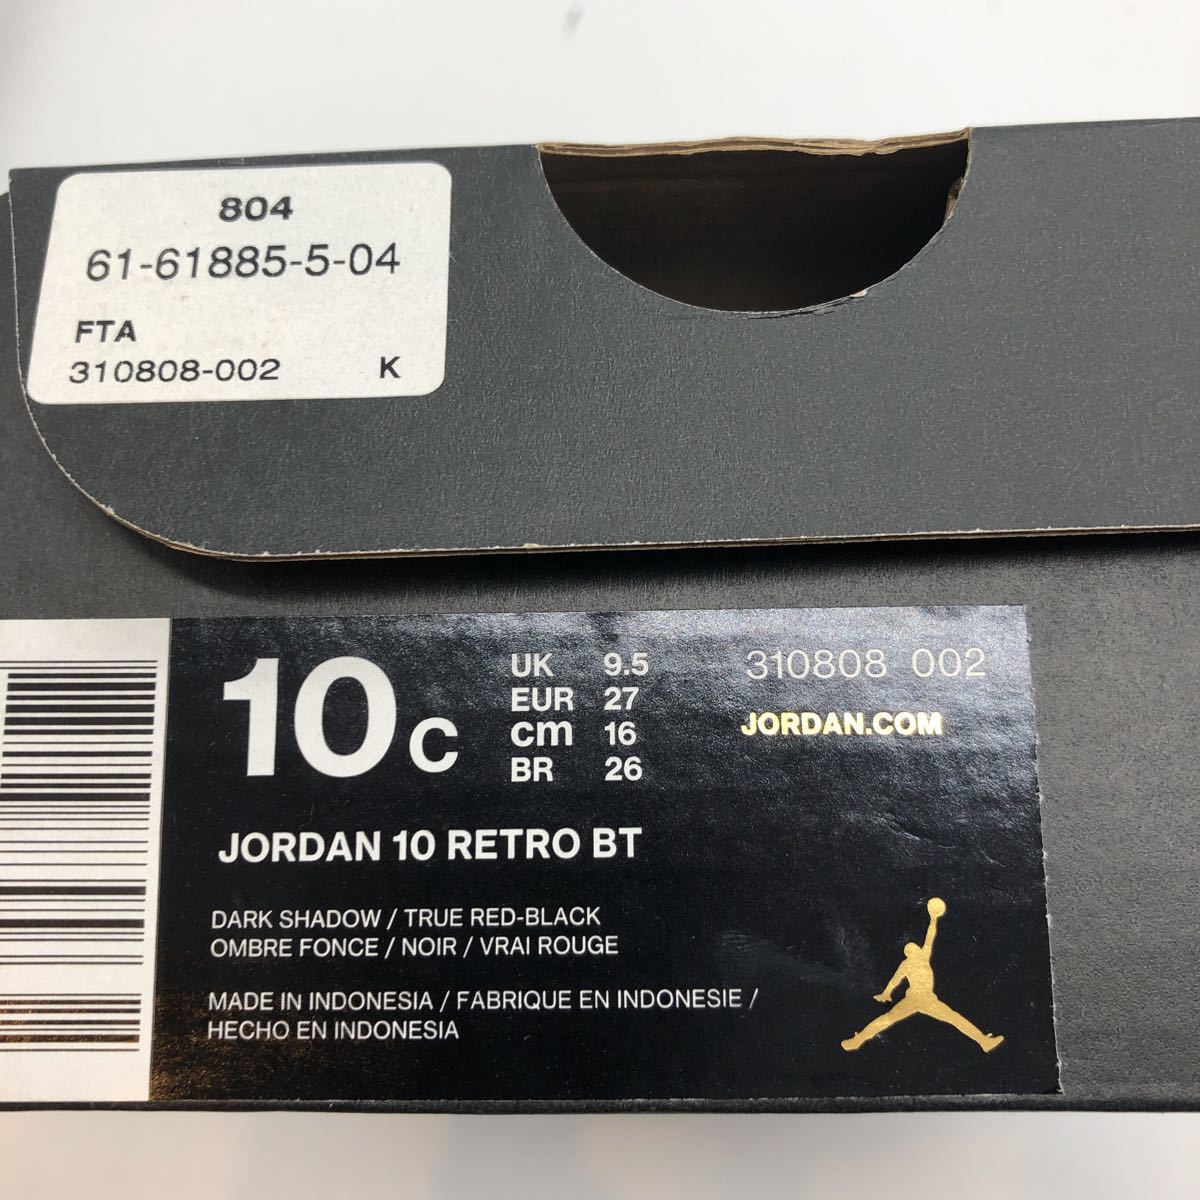 804
61-61885-5-04
FTA
310808-002 K
10C
UK 9.5
EUR 27
cm 16
BR 26
310808 002
JORDAN.COM
JORDAN 10 RETRO BT
DARK SHADOW / TRUE RED-BLACK
OMBRE FONCE / NOIR / VRAI ROUGE
MADE IN INDONESIA / FABRIQUE EN INDONESIE /
HECHO EN INDONESIA